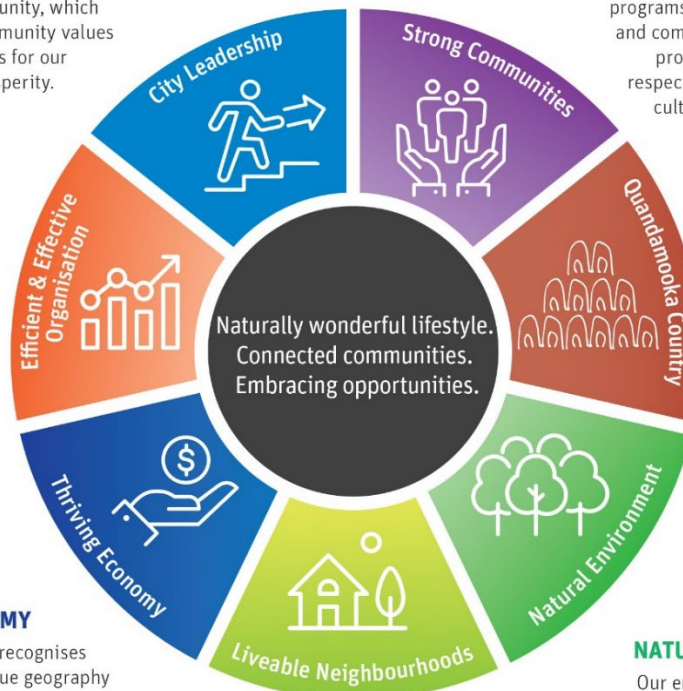 which
munity values
s for our
sperity.
programs
and com
pro
respec
cult
City Leadership
Strong Communities
Quandamooka Country
Natural Environment
Liveable Neighbourhoods
Thriving Economy
Efficient & Effective
Organisation
$
Naturally wonderful lifestyle.
Connected communities.
Embracing opportunities.
MY
recognises
ue geography
NATU
Our e